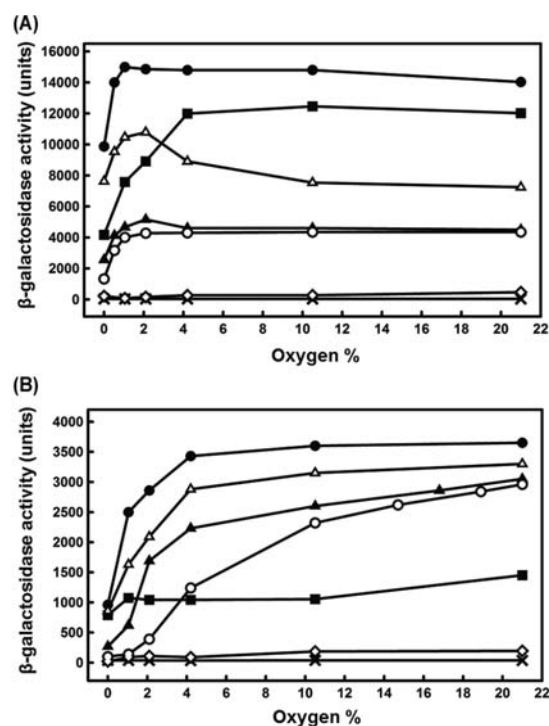 (A)
β-galactosidase activity (units)
16000
14000
12000
10000
8000
6000
4000
2000
0
0 2 4 6 8 10 12 14 16 18 20 22
Oxygen %
(B)
β-galactosidase activity (units)
4000
3500
3000
2500
2000
1500
1000
500
0
0 2 4 6 8 10 12 14 16 18 20 22
Oxygen %